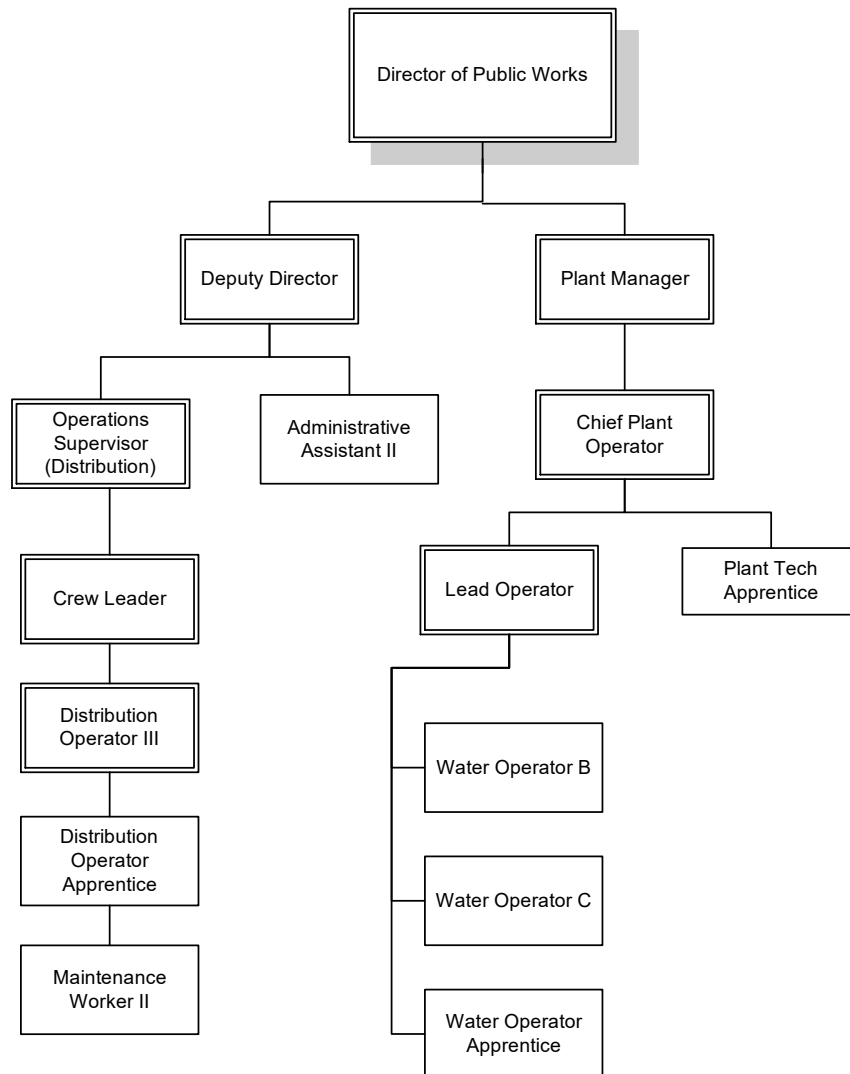 Director of Public Works
Deputy Director
Plant Manager
Operations
Supervisor
(Distribution)
Administrative
Assistant II
Chief Plant
Operator
Crew Leader
Lead Operator
Plant Tech
Apprentice
Distribution
Operator III
Water Operator B
Distribution
Operator
Apprentice
Water Operator C
Maintenance
Worker II
Water Operator
Apprentice